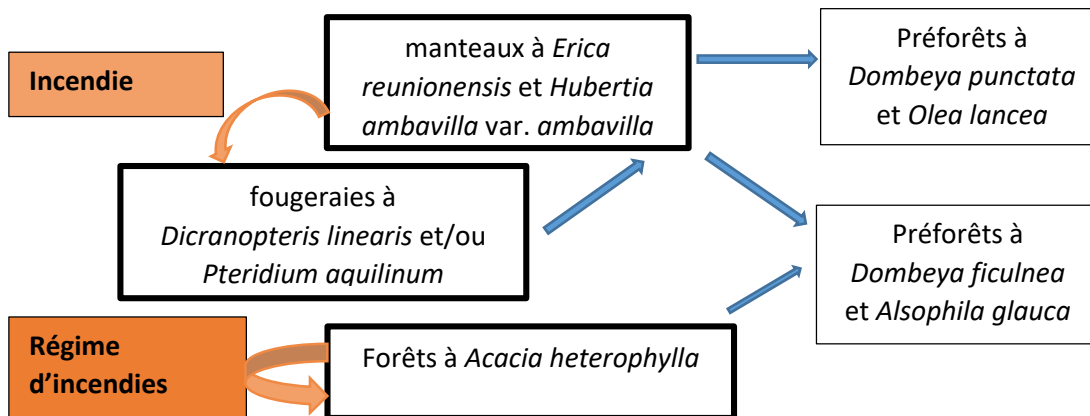 Incendie
manteaux à Erica
reunionensis et Hubertia
ambavilla var. ambavilla
Préforêts à
Dombeya punctata
et Olea lancea
fougeraies à
Dicranopteris linearis et/ou
Pteridium aquilinum
Préforêts à
Dombeya ficulnea
et Alsophila glauca
Régime
d’incendies
Forêts à Acacia heterophylla